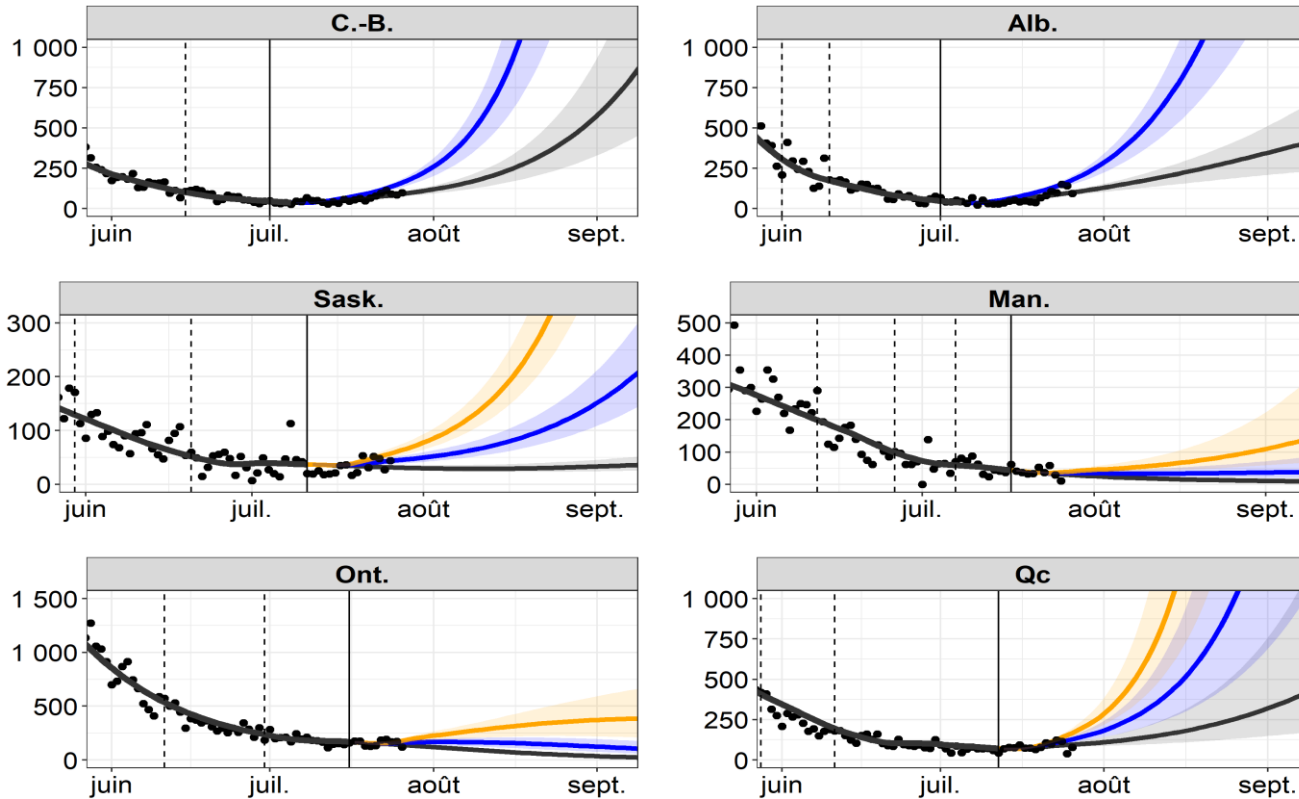 C.-B.
1 000
750
500
250
0
juin
juil.
août
sept.
Alb.
1 000
750
500
250
0
juin
juil.
août
sept.
Sask.
300
200
100
0
juin
juil.
août
sept.
Man.
500
400
300
200
100
0
juin
juil.
août
sept.
Ont.
1 500
1 000
500
0
juin
juil.
août
sept.
Qc
1 000
750
500
250
0
juin
juil.
août
sept.